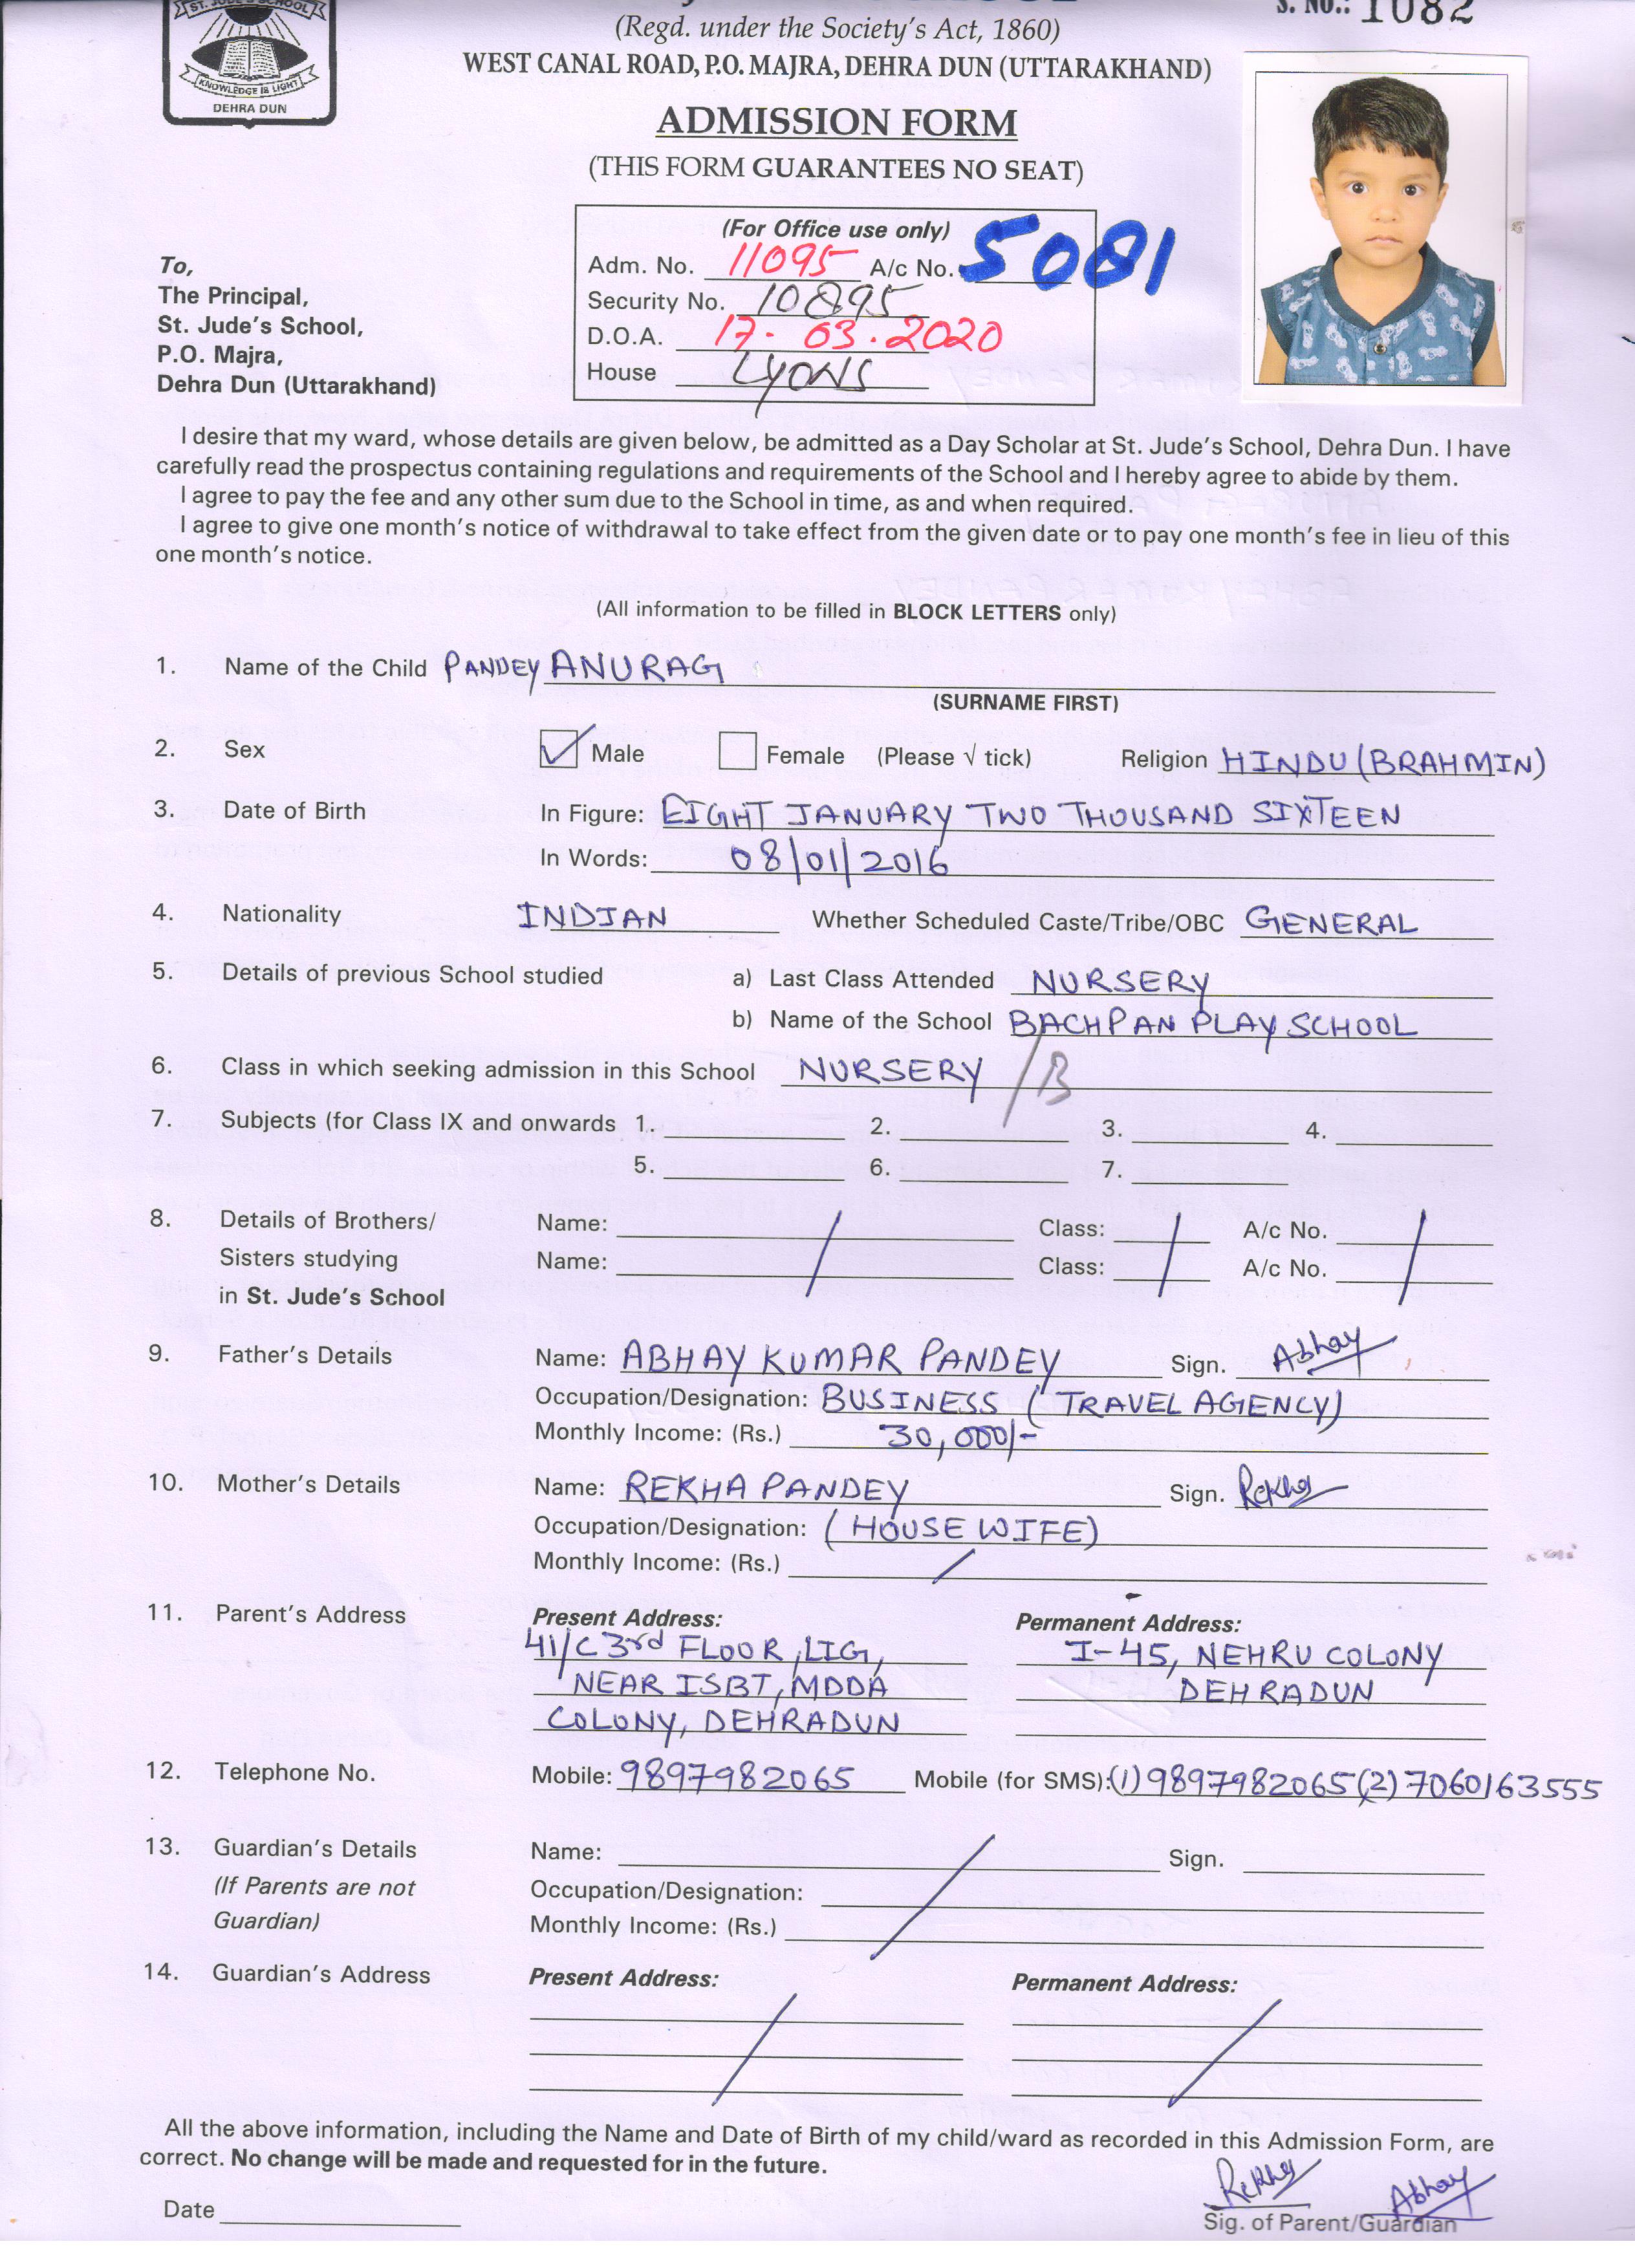 ST. JUDE'S SCHOOL
KNOWLEDGE IS LIGHT
DEHRA DUN
S. No.: 1082
(Regd. under the Society's Act, 1860)
WEST CANAL ROAD, P.O. MAJRA, DEHRA DUN (UTTARAKHAND)
ADMISSION FORM
(THIS FORM GUARANTEES NO SEAT)
(For Office use only)
Adm. No. 11095 A/c No. 5081
Security No. 10895
D.O.A. 17.03.2020
House LYONS
To,
The Principal,
St. Jude's School,
P.O. Majra,
Dehra Dun (Uttarakhand)
I desire that my ward, whose details are given below, be admitted as a Day Scholar at St. Jude's School, Dehra Dun. I have
carefully read the prospectus containing regulations and requirements of the School and I hereby agree to abide by them.
I agree to pay the fee and any other sum due to the School in time, as and when required.
I agree to give one month's notice of withdrawal to take effect from the given date or to pay one month's fee in lieu of this
one month's notice.
(All information to be filled in BLOCK LETTERS only)
1. Name of the Child PANDEY ANURAG
(SURNAME FIRST)
2. Sex Male Female (Please √ tick) Religion HINDU (BRAHMIN)
3. Date of Birth In Figure: EIGHT JANUARY TWO THOUSAND SIXTEEN
In Words: 08/01/2016
4. Nationality INDIAN Whether Scheduled Caste/Tribe/OBC GENERAL
5. Details of previous School studied a) Last Class Attended NURSERY
b) Name of the School BACHPAN PLAY SCHOOL
6. Class in which seeking admission in this School NURSERY /B
7. Subjects (for Class IX and onwards 1. 2. 3. 4.
5. 6. 7.
8. Details of Brothers/ Name: Class: A/c No.
Sisters studying Name: Class: A/c No.
in St. Jude's School
9. Father's Details Name: ABHAY KUMAR PANDEY Sign. Abhay
Occupation/Designation: BUSINESS (TRAVEL AGENCY)
Monthly Income: (Rs.) 30,000/-
10. Mother's Details Name: REKHA PANDEY Sign. Rekha
Occupation/Designation: (HOUSE WIFE)
Monthly Income: (Rs.)
11. Parent's Address Present Address: Permanent Address:
41/C 3rd FLOOR, LIG, I-45, NEHRU COLONY
NEAR ISBT, MDDA DEHRADUN
COLONY, DEHRADUN
12. Telephone No. Mobile: 9897982065 Mobile (for SMS): (1) 9897982065 (2) 7060163555
13. Guardian's Details Name: Sign.
(If Parents are not Occupation/Designation:
Guardian) Monthly Income: (Rs.)
14. Guardian's Address Present Address: Permanent Address:
All the above information, including the Name and Date of Birth of my child/ward as recorded in this Admission Form, are
correct. No change will be made and requested for in the future.
Rekha Abhay
Date Sig. of Parent/Guardian